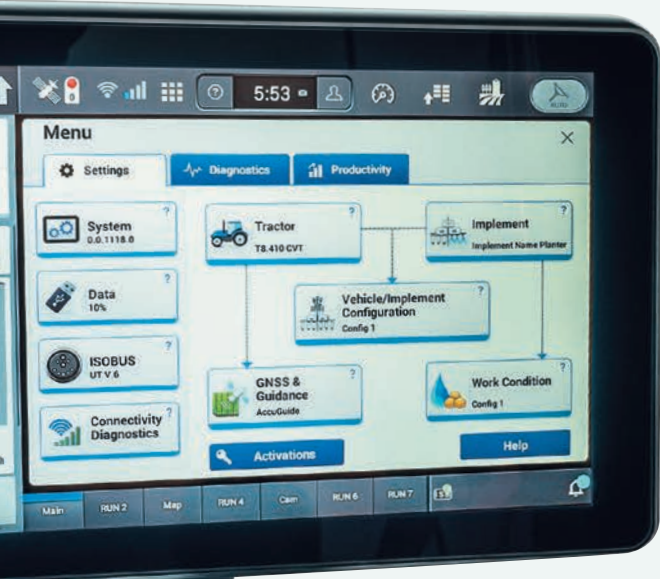 5:53
AUTO
Menu
Settings
Diagnostics
Productivity
System
0.0.1118.0
?
Tractor
T8.410 CVT
?
Implement
Implement Name Planter
?
Data
10%
?
Vehicle/Implement
Configuration
Config 1
?
ISOBUS
UT V.6
?
GNSS &
Guidance
AccuGuide
?
Work Condition
Config 1
?
Connectivity
Diagnostics
?
Activations
Help
Main
RUN 2
Map
RUN 4
Cam
RUN 6
RUN 7